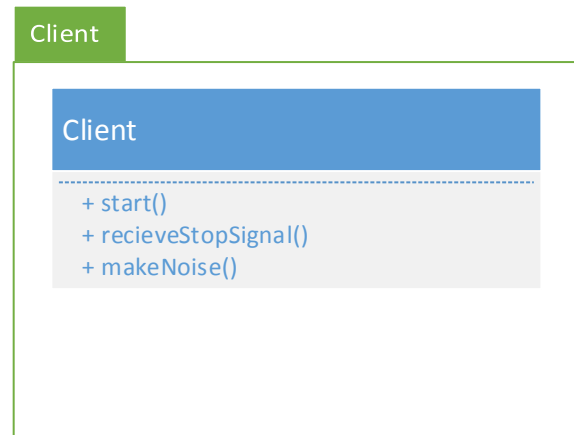 Client
Client
+ start()
+ recieveStopSignal()
+ makeNoise()